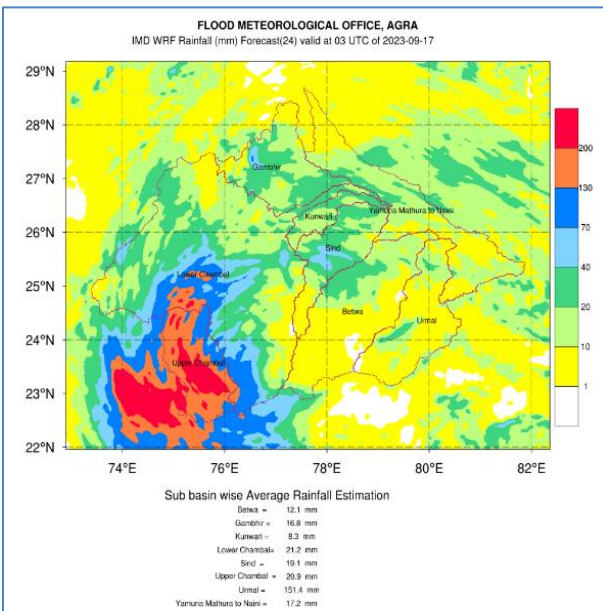 FLOOD METEOROLOGICAL OFFICE, AGRA
IMD WRF Rainfall (mm) Forecast(24) valid at 03 UTC of 2023-09-17
29°N
28°N
27°N
26°N
25°N
24°N
23°N
22°N
Gambhir
Kunwari
Yamuna Mathura to Naini
Sind
Lower Chambal
Betwa
Urmal
Upper Chambal
74°E 76°E 78°E 80°E 82°E
200
130
70
40
20
10
1
Sub basin wise Average Rainfall Estimation
Betwa = 12.1 mm
Gambhir = 16.8 mm
Kunwari = 8.3 mm
Lower Chambal= 21.2 mm
Sind = 19.1 mm
Upper Chambal = 20.9 mm
Urmal = 151.4 mm
Yamuna Mathura to Naini = 17.2 mm